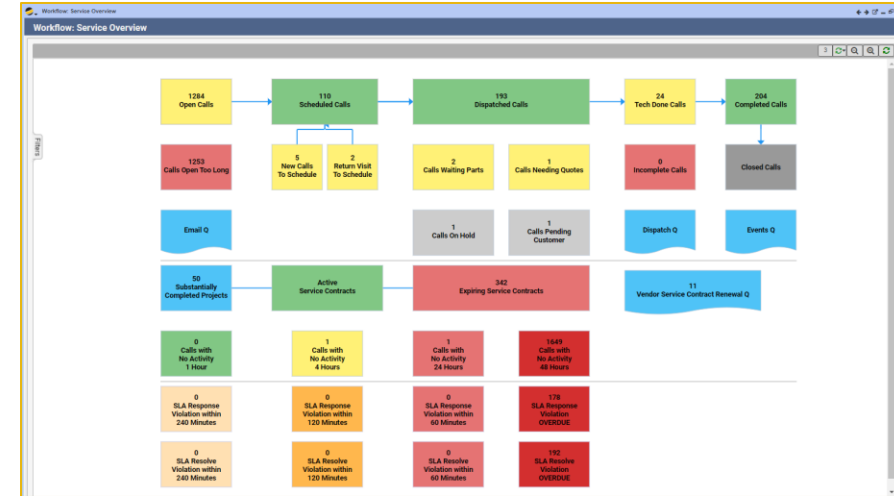 Workflow: Service Overview
Workflow: Service Overview
3
Filters
1284
Open Calls
110
Scheduled Calls
193
Dispatched Calls
24
Tech Done Calls
204
Completed Calls
1253
Calls Open Too Long
5
New Calls
To Schedule
2
Return Visit
To Schedule
2
Calls Waiting Parts
1
Calls Needing Quotes
0
Incomplete Calls
Closed Calls
Email Q
1
Calls On Hold
1
Calls Pending
Customer
Dispatch Q
Events Q
50
Substantially
Completed Projects
Active
Service Contracts
342
Expiring Service Contracts
11
Vendor Service Contract Renewal Q
0
Calls with
No Activity
1 Hour
1
Calls with
No Activity
4 Hours
1
Calls with
No Activity
24 Hours
1649
Calls with
No Activity
48 Hours
0
SLA Response
Violation within
240 Minutes
0
SLA Response
Violation within
120 Minutes
0
SLA Response
Violation within
60 Minutes
178
SLA Response
Violation
OVERDUE
0
SLA Resolve
Violation within
240 Minutes
0
SLA Resolve
Violation within
120 Minutes
0
SLA Resolve
Violation within
60 Minutes
192
SLA Resolve
Violation
OVERDUE